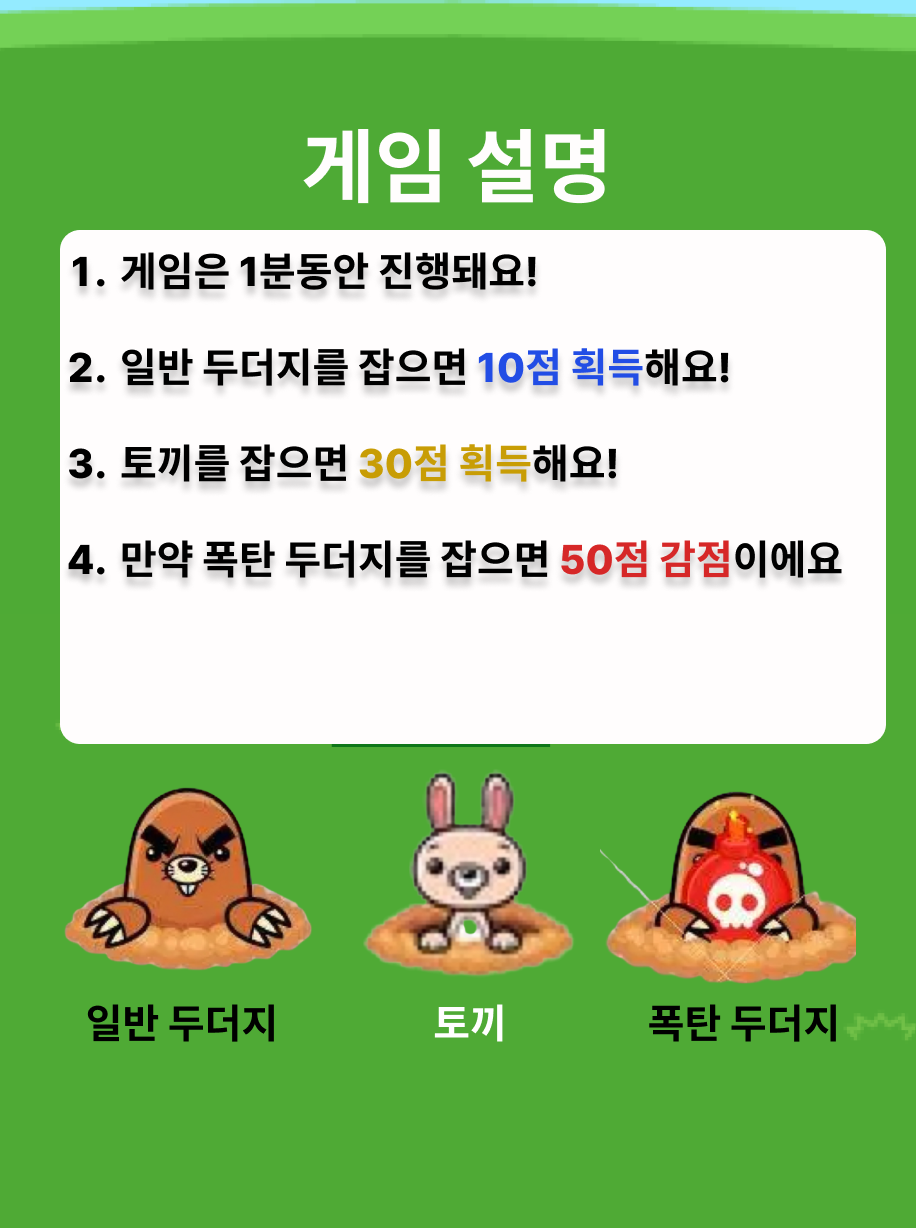 게임 설명
1. 게임은 1분동안 진행돼요!
2. 일반 두더지를 잡으면 10점 획득해요!
3. 토끼를 잡으면 30점 획득해요!
4. 만약 폭탄 두더지를 잡으면 50점 감점이에요
일반 두더지
토끼
폭탄 두더지